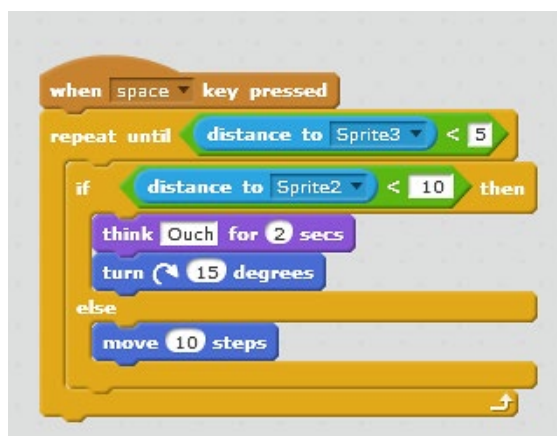 when space key pressed
repeat until distance to Sprite3 < 5
if distance to Sprite2 < 10 then
think Ouch for 2 secs
turn 15 degrees
else
move 10 steps